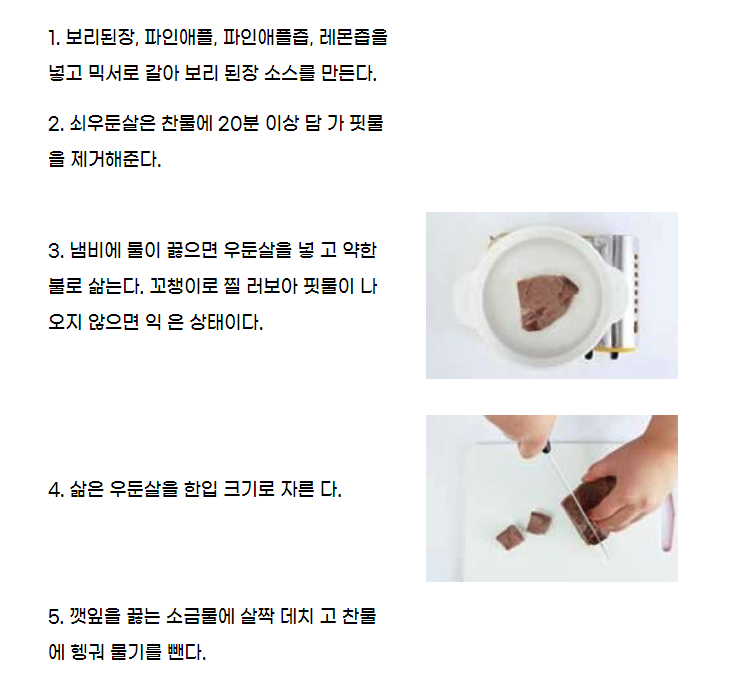 1. 보리된장, 파인애플, 파인애플즙, 레몬즙을
넣고 믹서로 갈아 보리 된장 소스를 만든다.
2. 쇠우둔살은 찬물에 20분 이상 담 가 핏물
을 제거해준다.
3. 냄비에 물이 끓으면 우둔살을 넣 고 약한
불로 삶는다. 꼬챙이로 찔 러보아 핏물이 나
오지 않으면 익 은 상태이다.
4. 삶은 우둔살을 한입 크기로 자른 다.
5. 깻잎을 끓는 소금물에 살짝 데치 고 찬물
에 헹궈 물기를 뺀다.